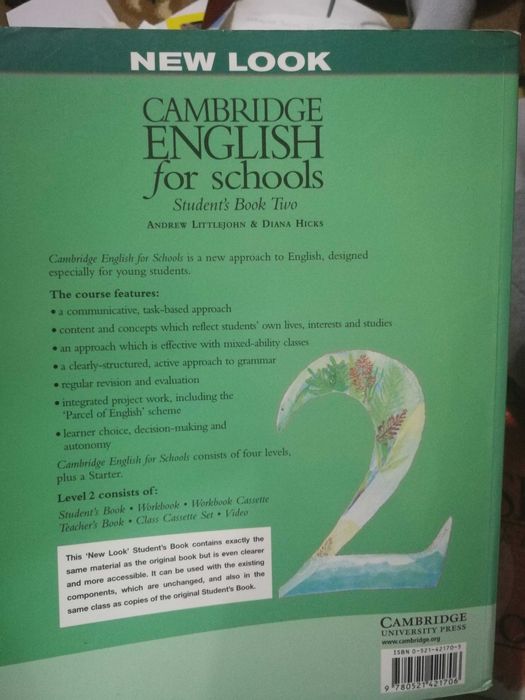 NEW LOOK
CAMBRIDGE
ENGLISH
for schools
Student's Book Two
ANDREW LITTLEJOHN & DIANA HICKS
Cambridge English for Schools is a new approach to English, designed
especially for young students.
The course features:
• a communicative, task-based approach
• content and concepts which reflect students' own lives, interests and studies
• an approach which is effective with mixed-ability classes
• a clearly-structured, active approach to grammar
• regular revision and evaluation
• integrated project work, including the
'Parcel of English' scheme
• learner choice, decision-making and
autonomy
Cambridge English for Schools consists of four levels,
plus a Starter.
Level 2 consists of:
Student's Book • Workbook • Workbook Cassette
Teacher's Book • Class Cassette Set • Video
This 'New Look' Student's Book contains exactly the
same material as the original book but is even clearer
and more accessible. It can be used with the existing
components, which are unchanged, and also in the
same class as copies of the original Student's Book.
2
CAMBRIDGE
UNIVERSITY PRESS
www.cambridge.org
ISBN 0-521-42170-3
9 780521 421706